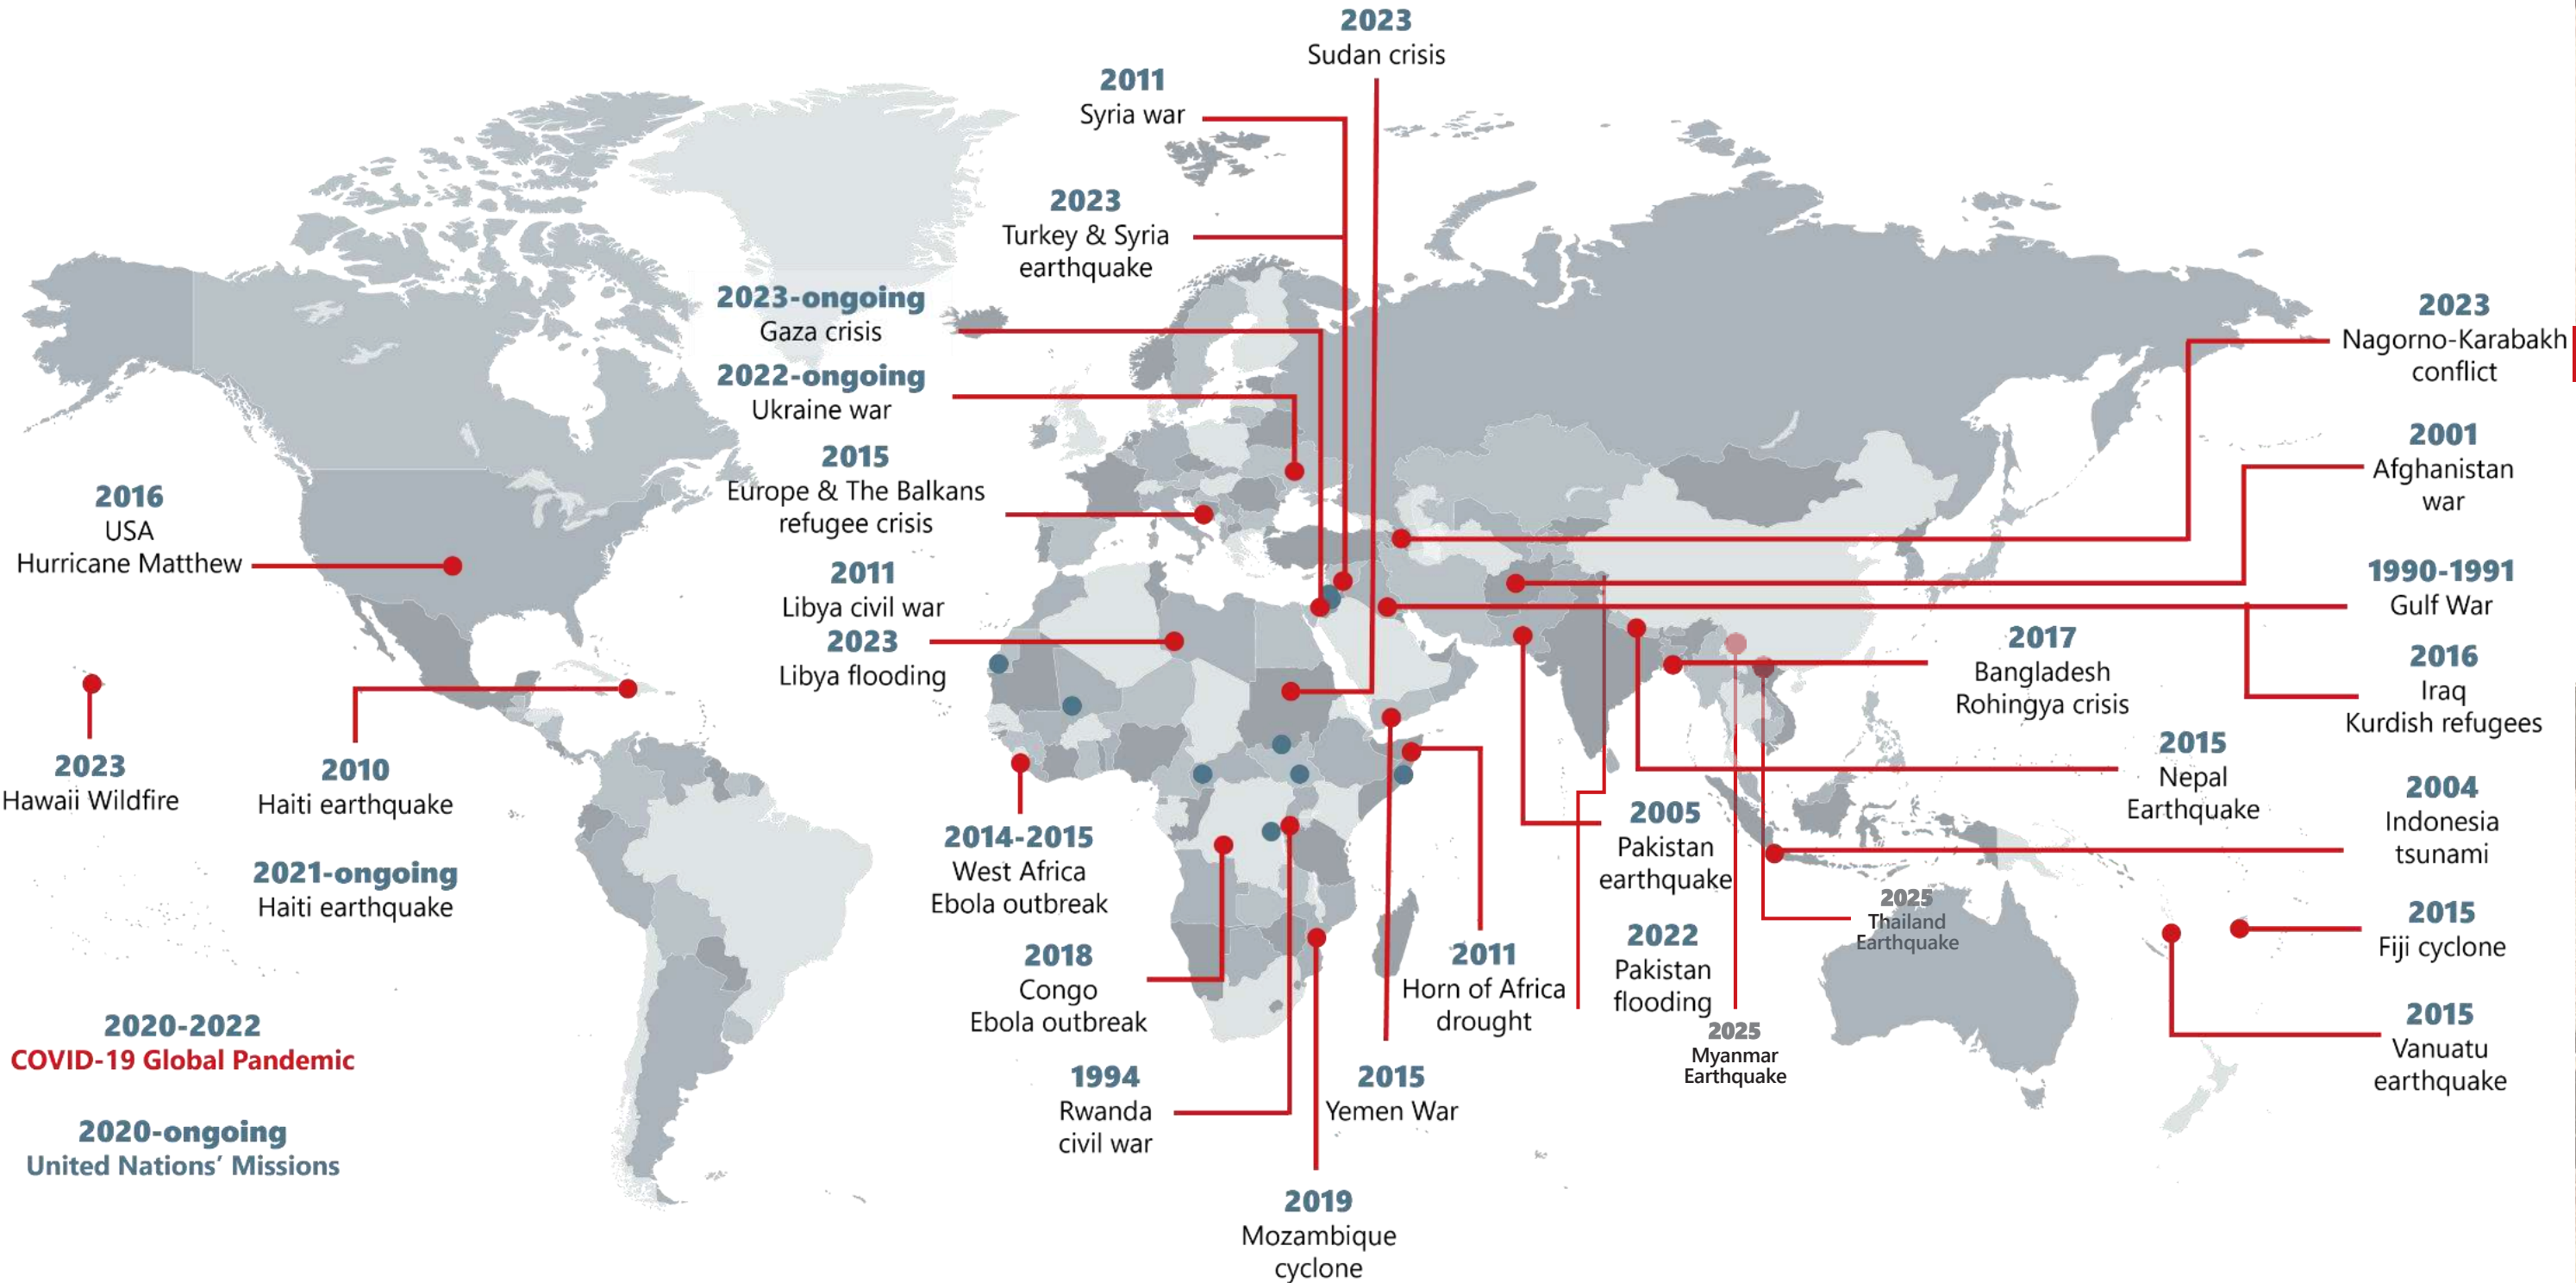 2023
Sudan crisis
2011
Syria war
2023
Turkey & Syria
earthquake
2023-ongoing
Gaza crisis
2022-ongoing
Ukraine war
2015
Europe & The Balkans
refugee crisis
2011
Libya civil war
2023
Libya flooding
2016
USA
Hurricane Matthew
2023
Hawaii Wildfire
2010
Haiti earthquake
2021-ongoing
Haiti earthquake
2020-2022
COVID-19 Global Pandemic
2020-ongoing
United Nations’ Missions
2014-2015
West Africa
Ebola outbreak
2018
Congo
Ebola outbreak
1994
Rwanda
civil war
2019
Mozambique
cyclone
2015
Yemen War
2011
Horn of Africa
drought
2005
Pakistan
earthquake
2022
Pakistan
flooding
2025
Myanmar
Earthquake
2025
Thailand
Earthquake
2023
Nagorno-Karabakh
conflict
2001
Afghanistan
war
1990-1991
Gulf War
2016
Iraq
Kurdish refugees
2017
Bangladesh
Rohingya crisis
2015
Nepal
Earthquake
2004
Indonesia
tsunami
2015
Fiji cyclone
2015
Vanuatu
earthquake